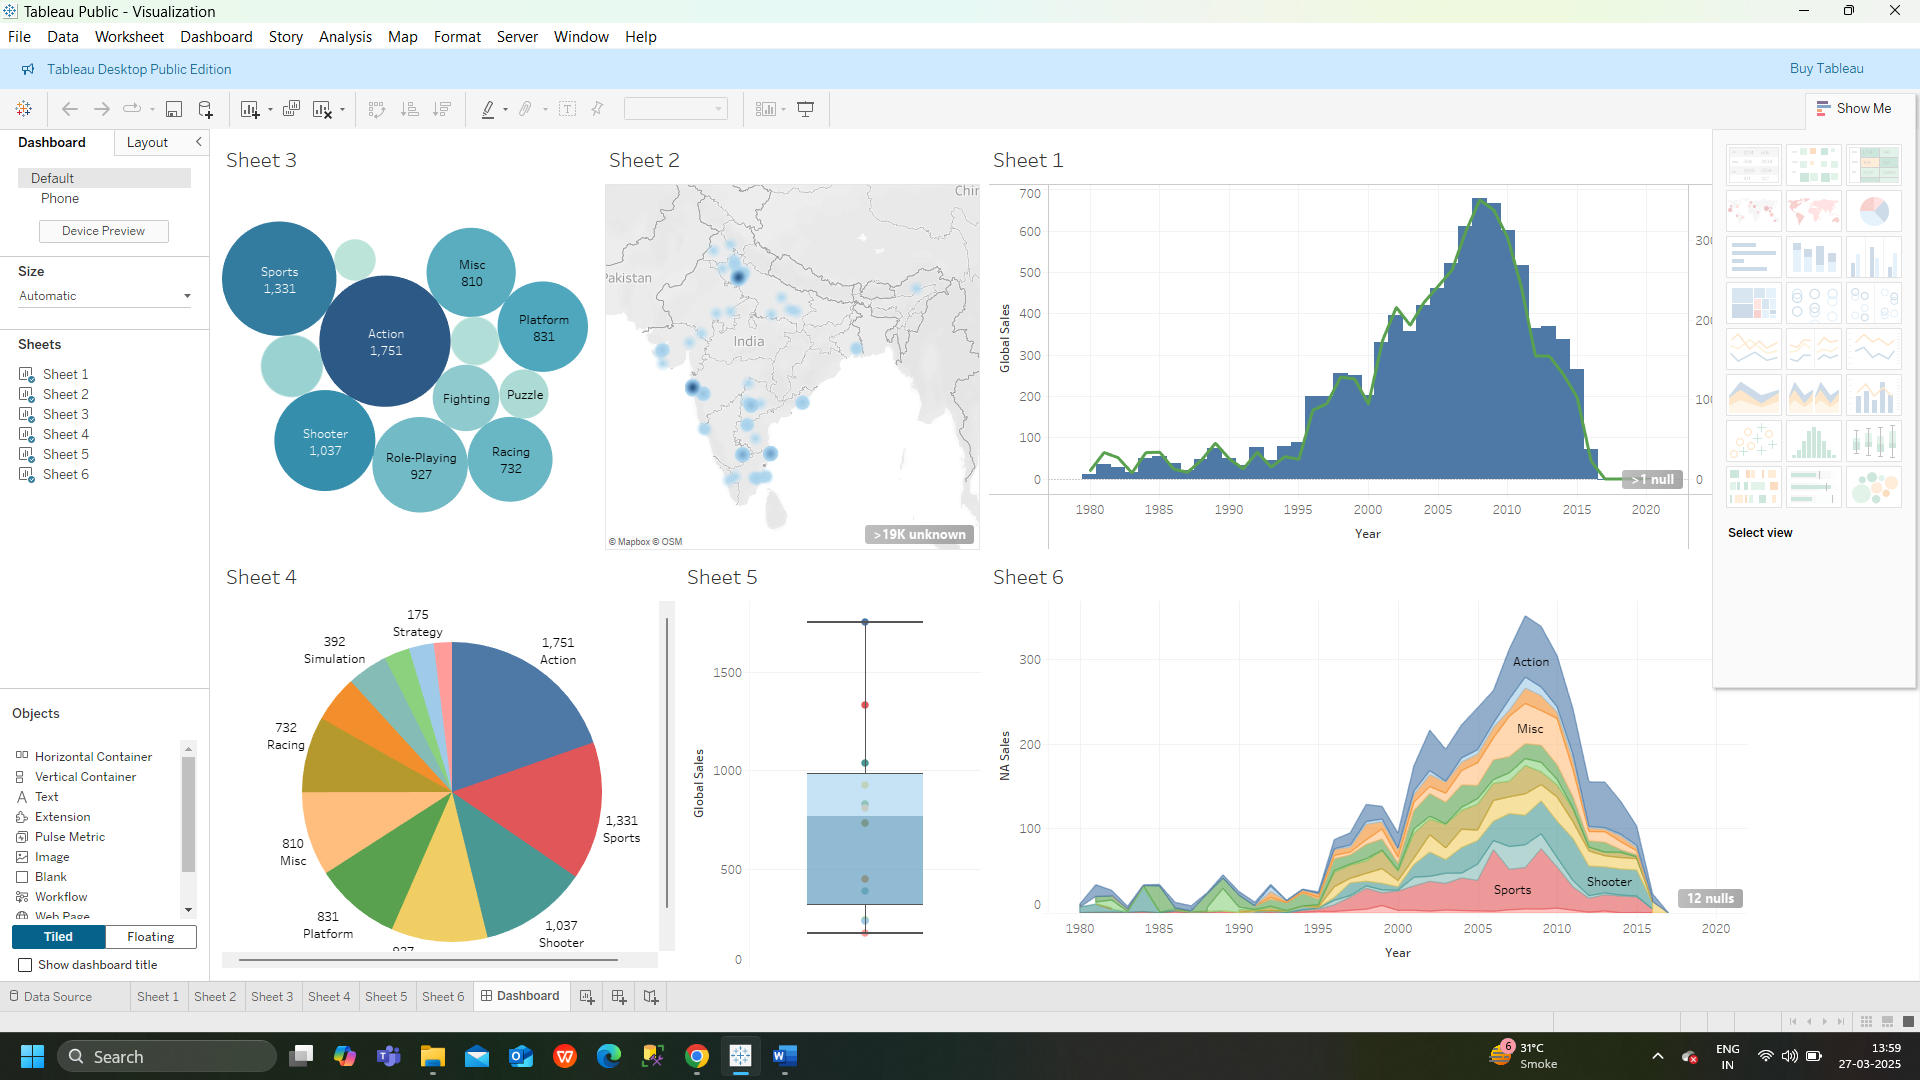 Tableau Public - Visualization
File Data Worksheet Dashboard Story Analysis Map Format Server Window Help
Tableau Desktop Public Edition
Buy Tableau
Show Me
Dashboard
Layout
Default
Phone
Device Preview
Size
Automatic
Sheets
Sheet 1
Sheet 2
Sheet 3
Sheet 4
Sheet 5
Sheet 6
Objects
Horizontal Container
Vertical Container
Text
Extension
Pulse Metric
Image
Blank
Workflow
Web Page
Tiled
Floating
Show dashboard title
Sheet 3
Sports
1,331
Misc
810
Action
1,751
Platform
831
Fighting
Puzzle
Shooter
1,037
Role-Playing
927
Racing
732
Sheet 2
Chin
Pakistan
India
© Mapbox © OSM
>19K unknown
Sheet 1
700
600
500
400
300
200
100
0
Global Sales
300
200
100
0
>1 null
1980 1985 1990 1995 2000 2005 2010 2015 2020
Year
Select view
Sheet 4
175
Strategy
392
Simulation
1,751
Action
732
Racing
1,331
Sports
810
Misc
831
Platform
927
1,037
Shooter
Sheet 5
1500
1000
500
0
Global Sales
Sheet 6
300
200
100
0
NA Sales
Action
Misc
Sports
Shooter
12 nulls
1980 1985 1990 1995 2000 2005 2010 2015 2020
Year
Data Source Sheet 1 Sheet 2 Sheet 3 Sheet 4 Sheet 5 Sheet 6 Dashboard
Search
6
31°C
Smoke
ENG
IN
13:59
27-03-2025